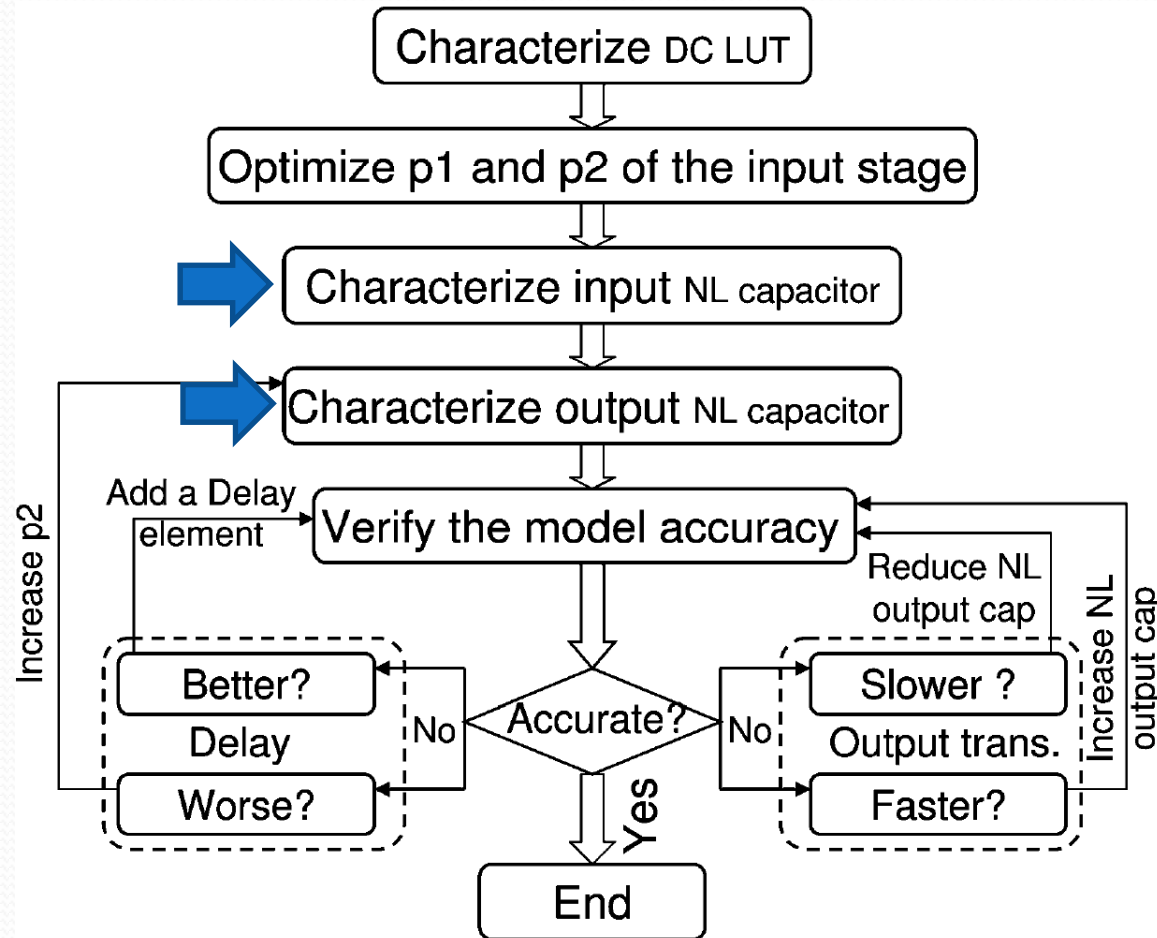 Characterize DC LUT
Optimize p1 and p2 of the input stage
Characterize input NL capacitor
Characterize output NL capacitor
Increase p2
Add a Delay
element
Verify the model accuracy
Reduce NL
output cap
Increase NL
output cap
Better?
Delay
Worse?
No
Accurate?
No
Slower ?
Output trans.
Faster?
Yes
End